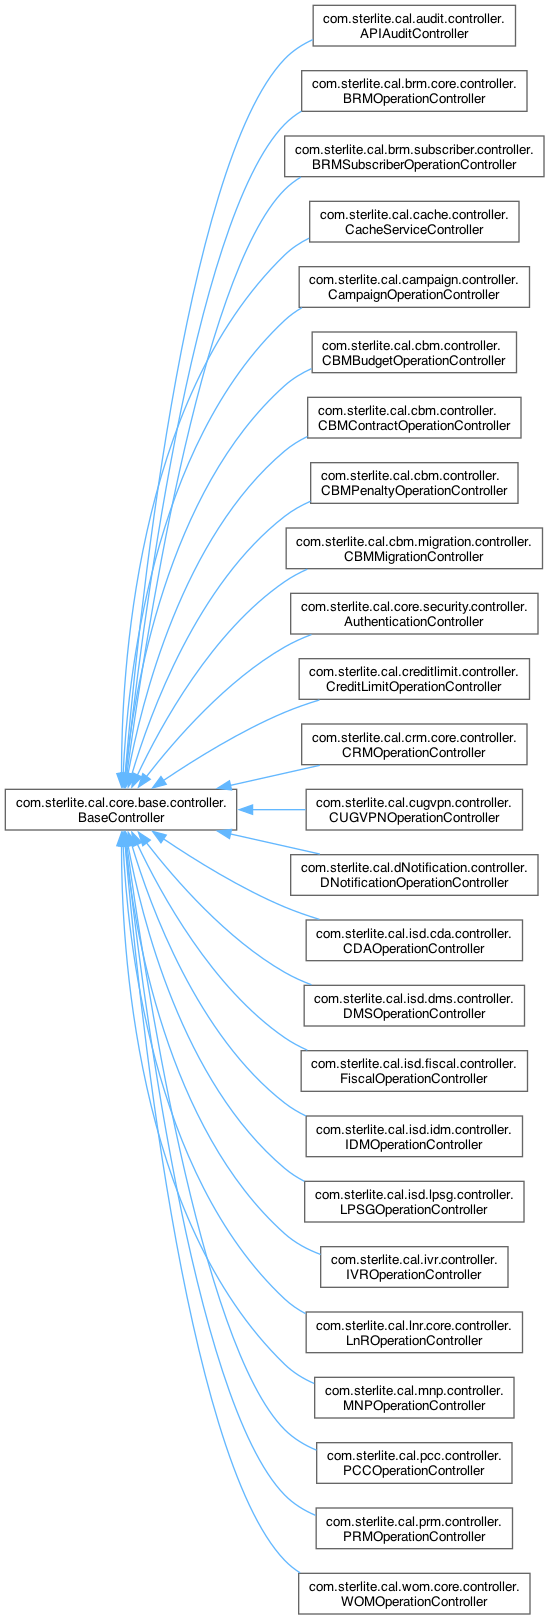 com.sterlite.cal.audit.controller.
APIAuditController
com.sterlite.cal.brm.core.controller.
BRMOperationController
com.sterlite.cal.brm.subscriber.controller.
BRMSubscriberOperationController
com.sterlite.cal.cache.controller.
CacheServiceController
com.sterlite.cal.campaign.controller.
CampaignOperationController
com.sterlite.cal.cbm.controller.
CBMBudgetOperationController
com.sterlite.cal.cbm.controller.
CBMContractOperationController
com.sterlite.cal.cbm.controller.
CBMPenaltyOperationController
com.sterlite.cal.cbm.migration.controller.
CBMMigrationController
com.sterlite.cal.core.security.controller.
AuthenticationController
com.sterlite.cal.creditlimit.controller.
CreditLimitOperationController
com.sterlite.cal.crm.core.controller.
CRMOperationController
com.sterlite.cal.core.base.controller.
BaseController
com.sterlite.cal.cugvpn.controller.
CUGVPNOperationController
com.sterlite.cal.dNotification.controller.
DNotificationOperationController
com.sterlite.cal.isd.cda.controller.
CDAOperationController
com.sterlite.cal.isd.dms.controller.
DMSOperationController
com.sterlite.cal.isd.fiscal.controller.
FiscalOperationController
com.sterlite.cal.isd.idm.controller.
IDMOperationController
com.sterlite.cal.isd.lpsg.controller.
LPSGOperationController
com.sterlite.cal.ivr.controller.
IVROperationController
com.sterlite.cal.lnr.core.controller.
LnROperationController
com.sterlite.cal.mnp.controller.
MNPOperationController
com.sterlite.cal.pcc.controller.
PCCOperationController
com.sterlite.cal.prm.controller.
PRMOperationController
com.sterlite.cal.wom.core.controller.
WOMOperationController